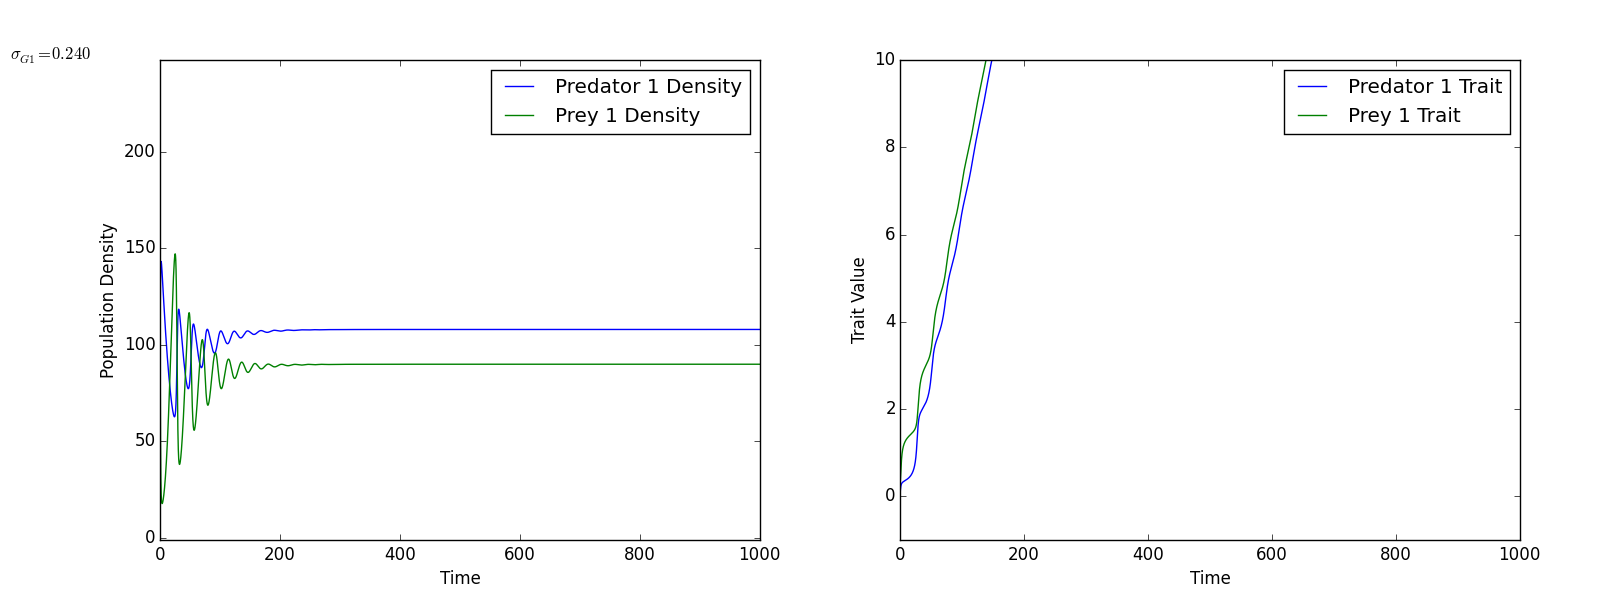 σG1=0.240
Predator 1 Density
Prey 1 Density
200
150
100
50
0
Population Density
0 200 400 600 800 1000
Time
Predator 1 Trait
Prey 1 Trait
10
8
6
4
2
0
Trait Value
0 200 400 600 800 1000
Time